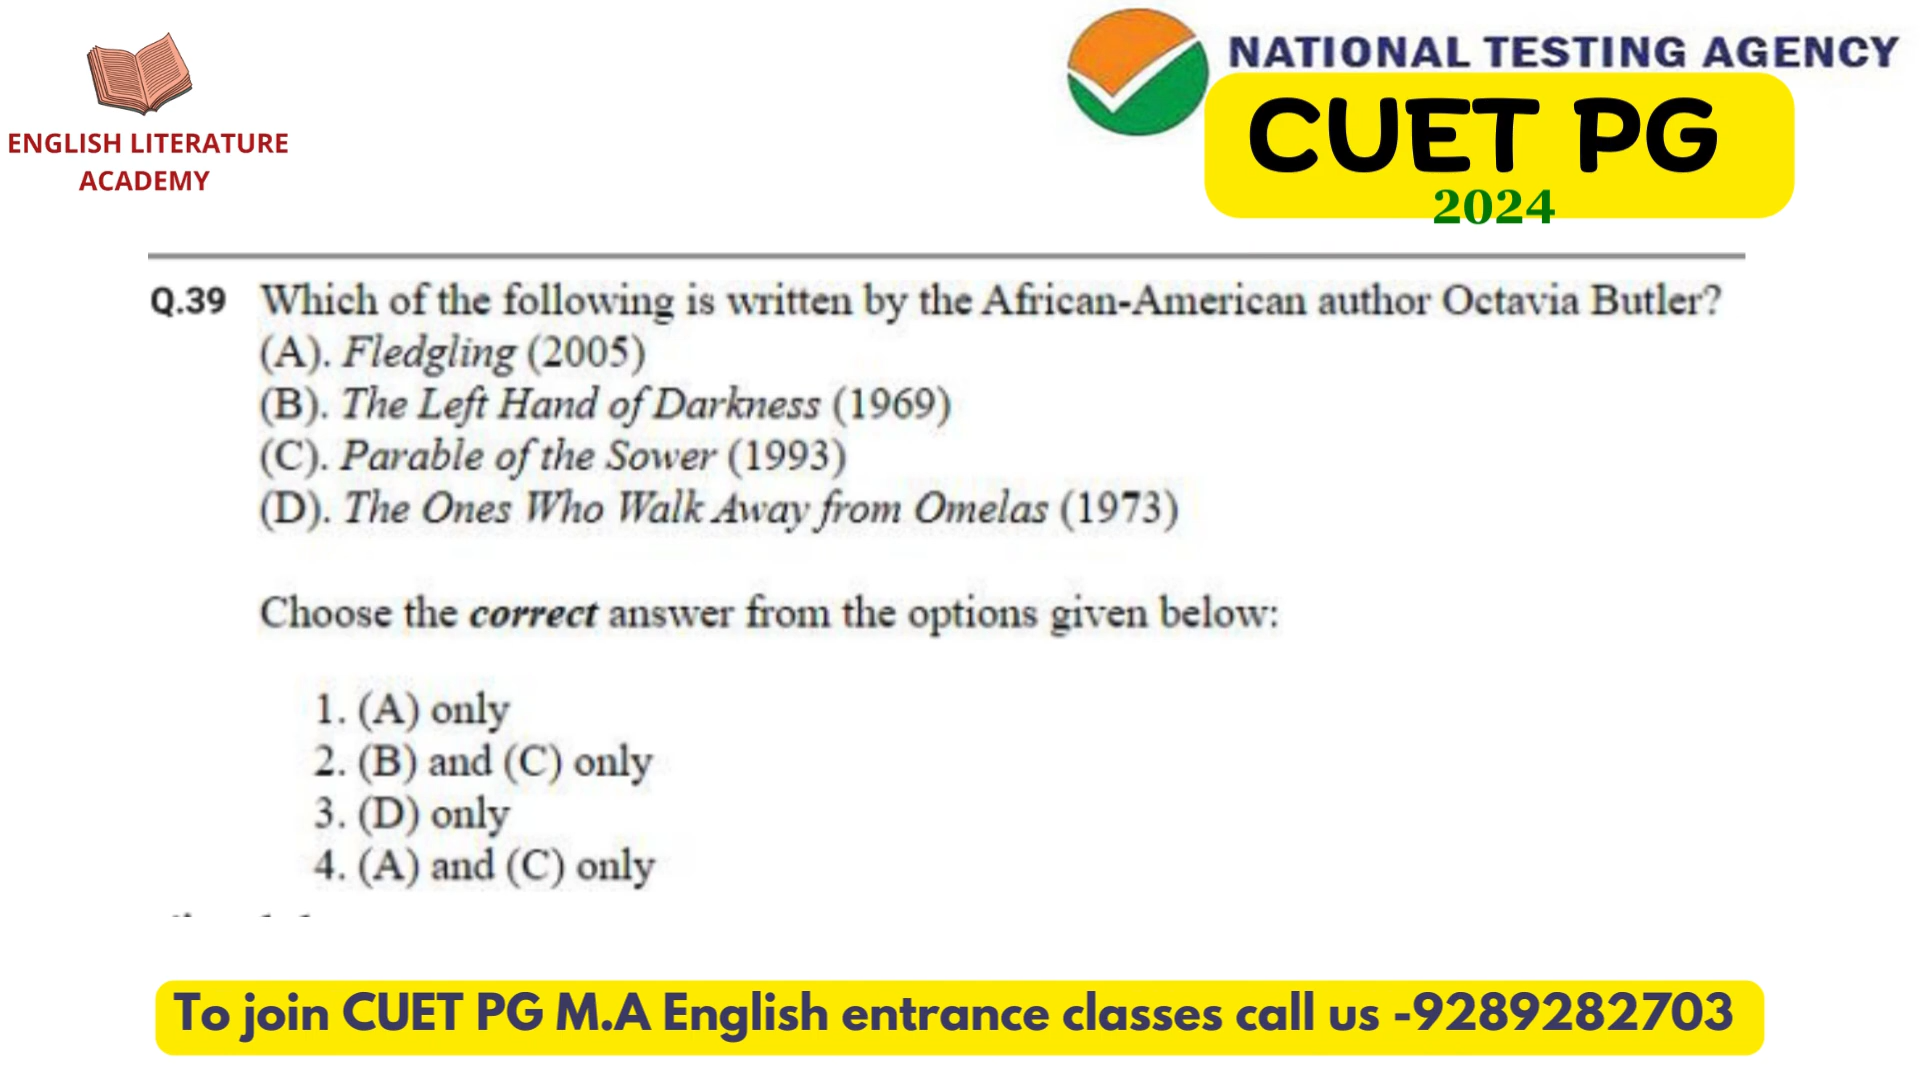 ENGLISH LITERATURE
ACADEMY
NATIONAL TESTING AGENCY
CUET PG
2024
Q.39 Which of the following is written by the African-American author Octavia Butler?
(A). Fledgling (2005)
(B). The Left Hand of Darkness (1969)
(C). Parable of the Sower (1993)
(D). The Ones Who Walk Away from Omelas (1973)
Choose the correct answer from the options given below:
1. (A) only
2. (B) and (C) only
3. (D) only
4. (A) and (C) only
To join CUET PG M.A English entrance classes call us -9289282703